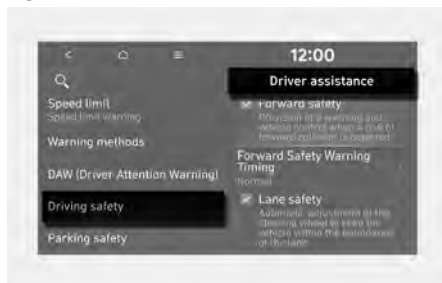 12:00
Driver assistance
Speed limit
Speed limit warning
Warning methods
DAW (Driver Attention Warning)
Driving safety
Parking safety
Forward safety
Provision of a warning and
vehicle control when a risk of
forward collision is detected
Forward Safety Warning
Timing
Normal
Lane safety
Automatic adjustment of the
steering wheel to keep the
vehicle within the boundaries
of the lane